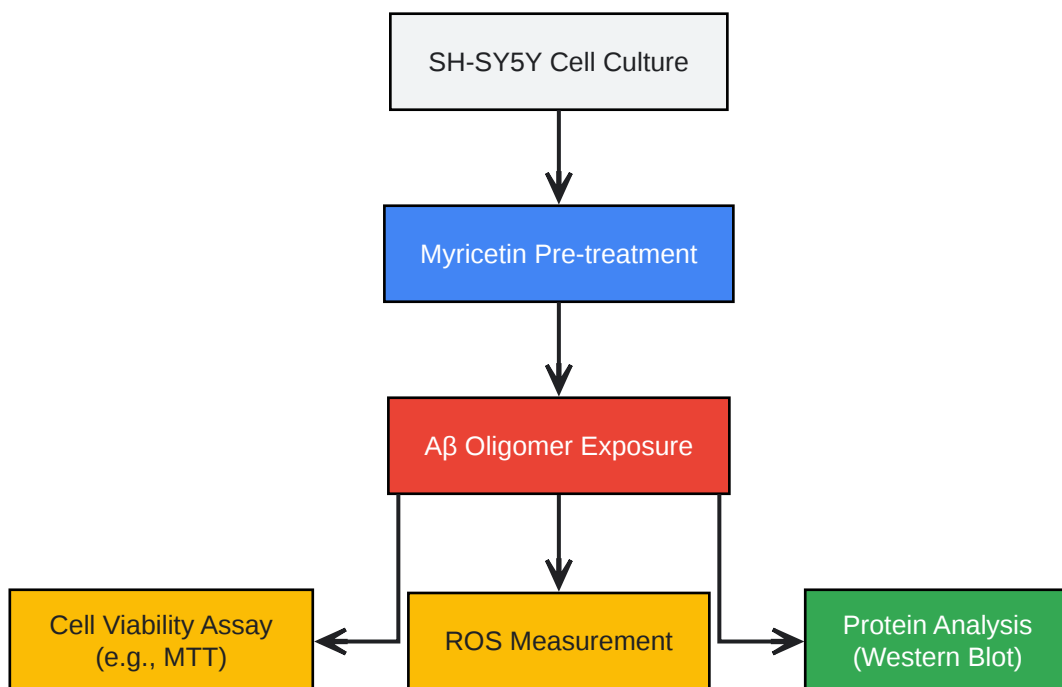 SH-SY5Y Cell Culture
Myricetin Pre-treatment
Aβ Oligomer Exposure
Cell Viability Assay
(e.g., MTT)
ROS Measurement
Protein Analysis
(Western Blot)